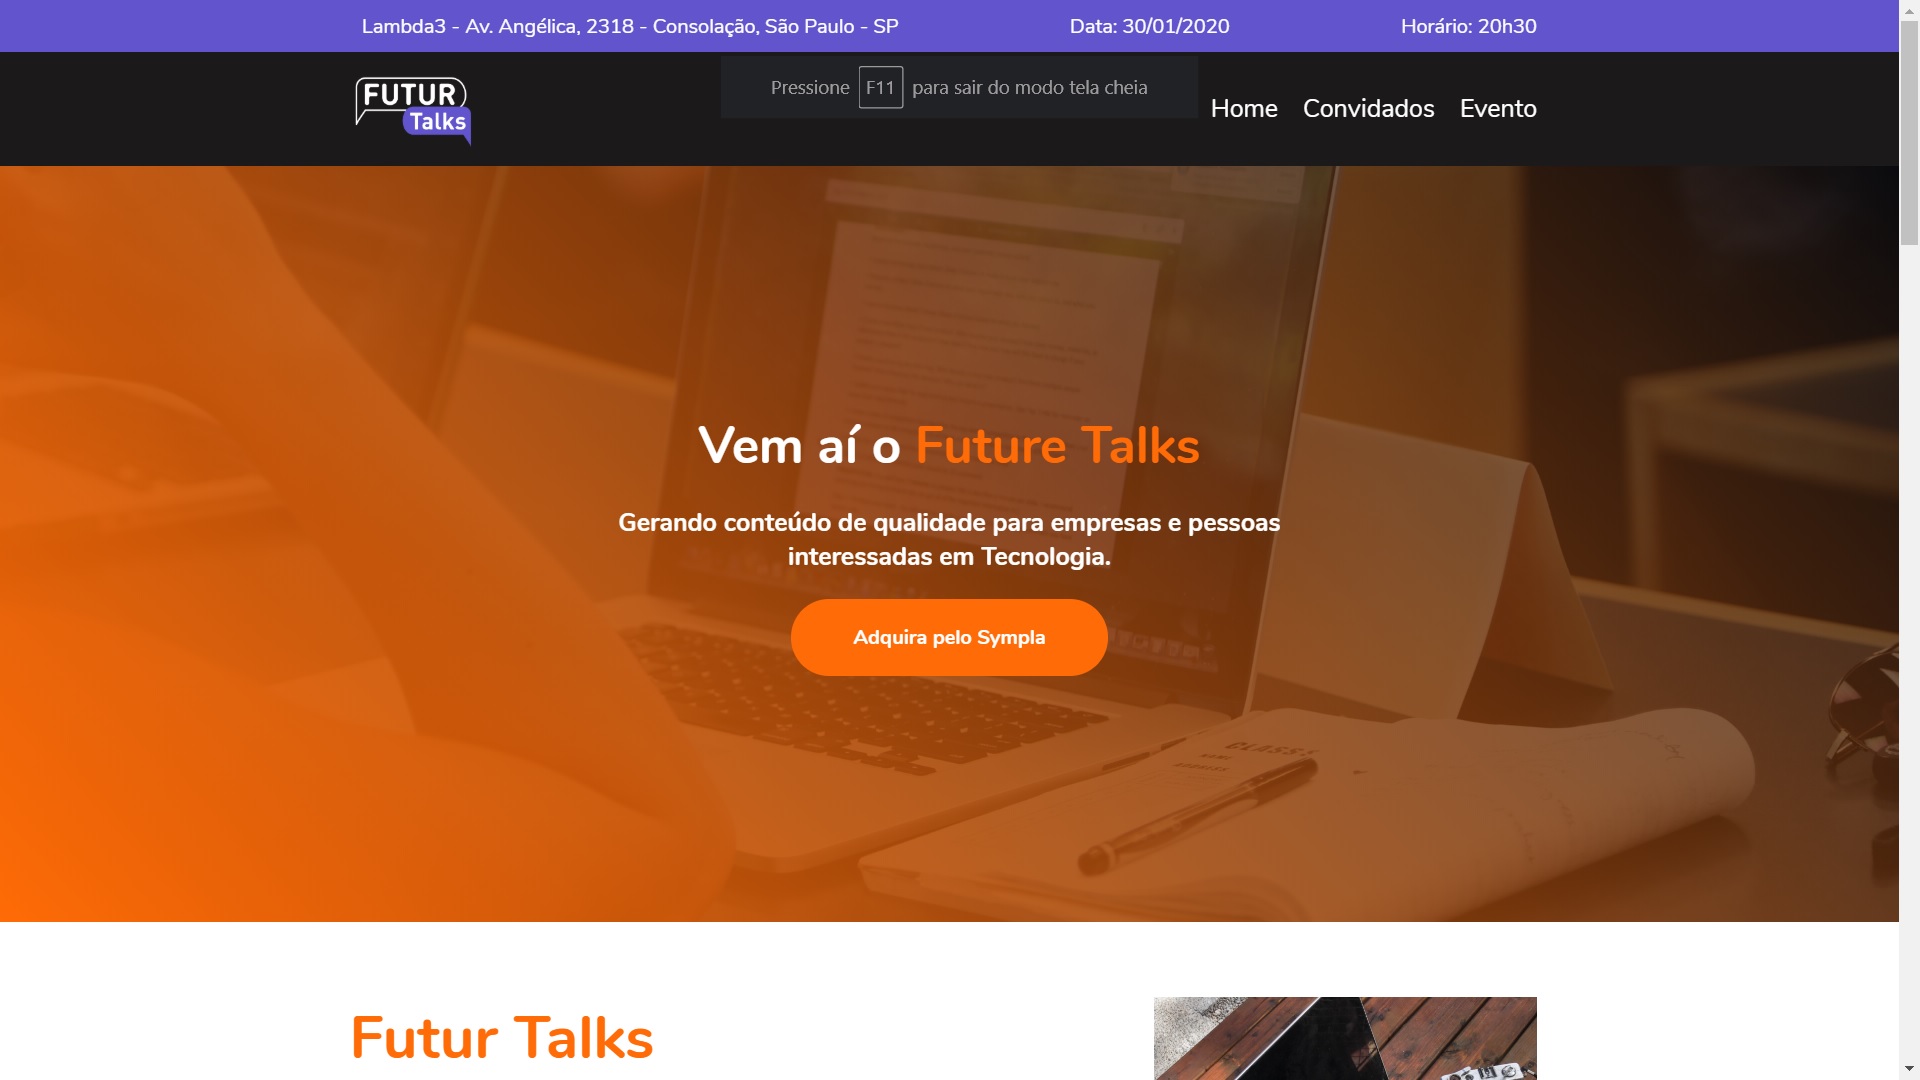 Lambda3 - Av. Angélica, 2318 - Consolação, São Paulo - SP
Data: 30/01/2020
Horário: 20h30
FUTUR
Talks
Pressione F11 para sair do modo tela cheia
Home
Convidados
Evento
Vem aí o Future Talks
Gerando conteúdo de qualidade para empresas e pessoas
interessadas em Tecnologia.
Adquira pelo Sympla
Futur Talks